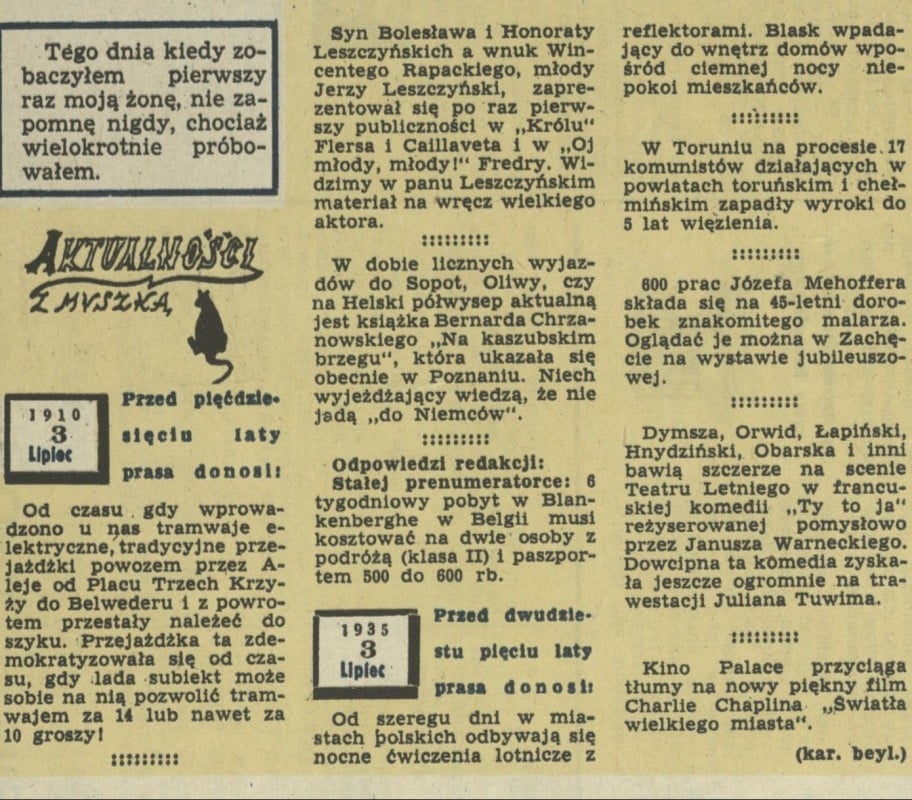 Tego dnia kiedy zo-
baczyłem pierwszy
raz moją żonę, nie za-
pomnę nigdy, chociaż
wielokrotnie próbo-
wałem.
AKTUALNOŚCI
Z MYSZKĄ
1910
3
Lipiec
Przed pięćdzie-
sięciu laty
prasa donosi:
Od czasu gdy wprowa-
dzono u nas tramwaje e-
lektryczne, tradycyjne prze-
jażdżki powozem przez A-
leje od Placu Trzech Krzy-
ży do Belwederu i z powro-
tem przestały należeć do
szyku. Przejażdżka ta zde-
mokratyzowała się od cza-
su, gdy lada subiekt może
sobie na nią pozwolić tram-
wajem za 14 lub nawet za
10 groszy!
Syn Bolesława i Honoraty
Leszczyńskich a wnuk Win-
centego Rapackiego, młody
Jerzy Leszczyński, zapre-
zentował się po raz pierw-
szy publiczności w „Królu"
Flersa i Caillaveta i w „Oj
młody, młody!" Fredry. Wi-
dzimy w panu Leszczyńskim
materiał na wręcz wielkiego
aktora.
W dobie licznych wyjaz-
dów do Sopot, Oliwy, czy
na Helski półwysep aktualną
jest książka Bernarda Chrza-
nowskiego „Na kaszubskim
brzegu", która ukazała się
obecnie w Poznaniu. Niech
wyjeżdżający wiedzą, że nie
jadą „do Niemców".
Odpowiedzi redakcji:
Stałej prenumeratorce: 6
tygodniowy pobyt w Blan-
kenberghe w Belgii musi
kosztować na dwie osoby z
podróżą (klasa II) i paszpor-
tem 500 do 600 rb.
1935
3
Lipiec
Przed dwudzie-
stu pięciu laty
prasa donosi:
Od szeregu dni w mia-
stach polskich odbywają się
nocne ćwiczenia lotnicze z
reflektorami. Blask wpada-
jący do wnętrz domów wpo-
śród ciemnej nocy nie-
pokoi mieszkańców.
W Toruniu na procesie 17
komunistów działających w
powiatach toruńskim i cheł-
mińskim zapadły wyroki do
5 lat więzienia.
600 prac Józefa Mehoffera
składa się na 45-letni doro-
bek znakomitego malarza.
Oglądać je można w Zachę-
cie na wystawie jubileuszo-
wej.
Dymsza, Orwid, Łapiński,
Hnydziński, Obarska i inni
bawią szczerze na scenie
Teatru Letniego w francu-
skiej komedii „Ty to ja"
reżyserowanej pomysłowo
przez Janusza Warneckiego.
Dowcipna ta komedia zyska-
ła jeszcze ogromnie na tra-
westacji Juliana Tuwima.
Kino Palace przyciąga
tłumy na nowy piękny film
Charlie Chaplina „Światła
wielkiego miasta".
(kar. beyl.)